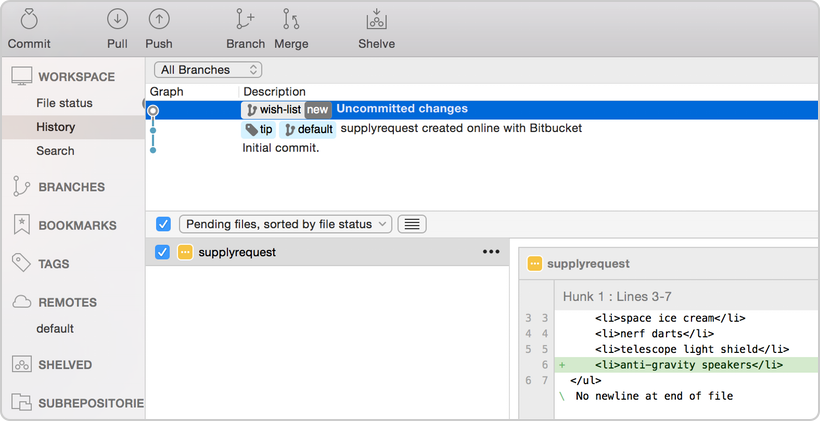 Commit Pull Push Branch Merge Shelve
WORKSPACE
File status
History
Search
BRANCHES
BOOKMARKS
TAGS
REMOTES
default
SHELVED
SUBREPOSITORIE
All Branches
Graph Description
wish-list new Uncommitted changes
tip default supplyrequest created online with Bitbucket
Initial commit.
Pending files, sorted by file status
supplyrequest
supplyrequest
Hunk 1 : Lines 3-7
3 3 <li>space ice cream</li>
4 4 <li>nerf darts</li>
5 5 <li>telescope light shield</li>
6 + <li>anti-gravity speakers</li>
6 7 </ul>
\ No newline at end of file